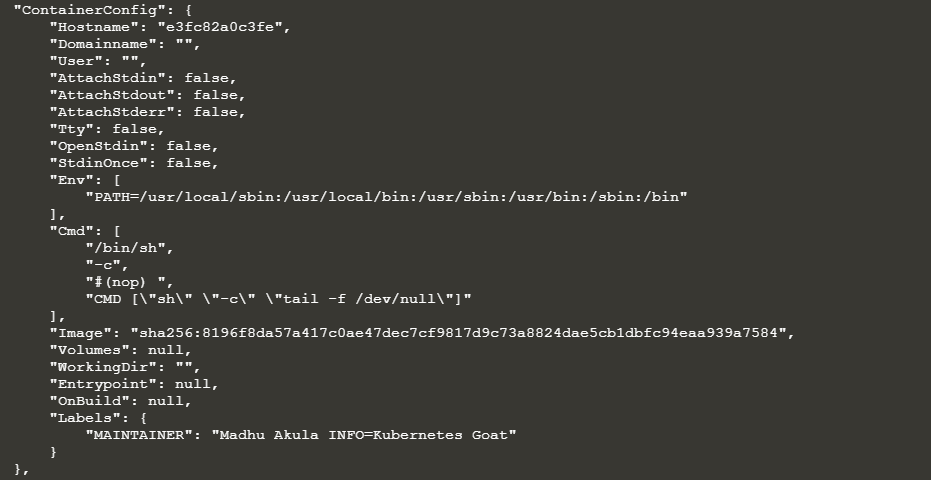 "ContainerConfig": {
"Hostname": "e3fc82a0c3fe",
"Domainname": "",
"User": "",
"AttachStdin": false,
"AttachStdout": false,
"AttachStderr": false,
"Tty": false,
"OpenStdin": false,
"StdinOnce": false,
"Env": [
"PATH=/usr/local/sbin:/usr/local/bin:/usr/sbin:/usr/bin:/sbin:/bin"
],
"Cmd": [
"/bin/sh",
"-c",
"#(nop) ",
"CMD [\"sh\" \"-c\" \"tail -f /dev/null\"]"
],
"Image": "sha256:8196f8da57a417c0ae47dec7cf9817d9c73a8824dae5cb1dbfc94eaa939a7584",
"Volumes": null,
"WorkingDir": "",
"Entrypoint": null,
"OnBuild": null,
"Labels": {
"MAINTAINER": "Madhu Akula INFO=Kubernetes Goat"
}
},